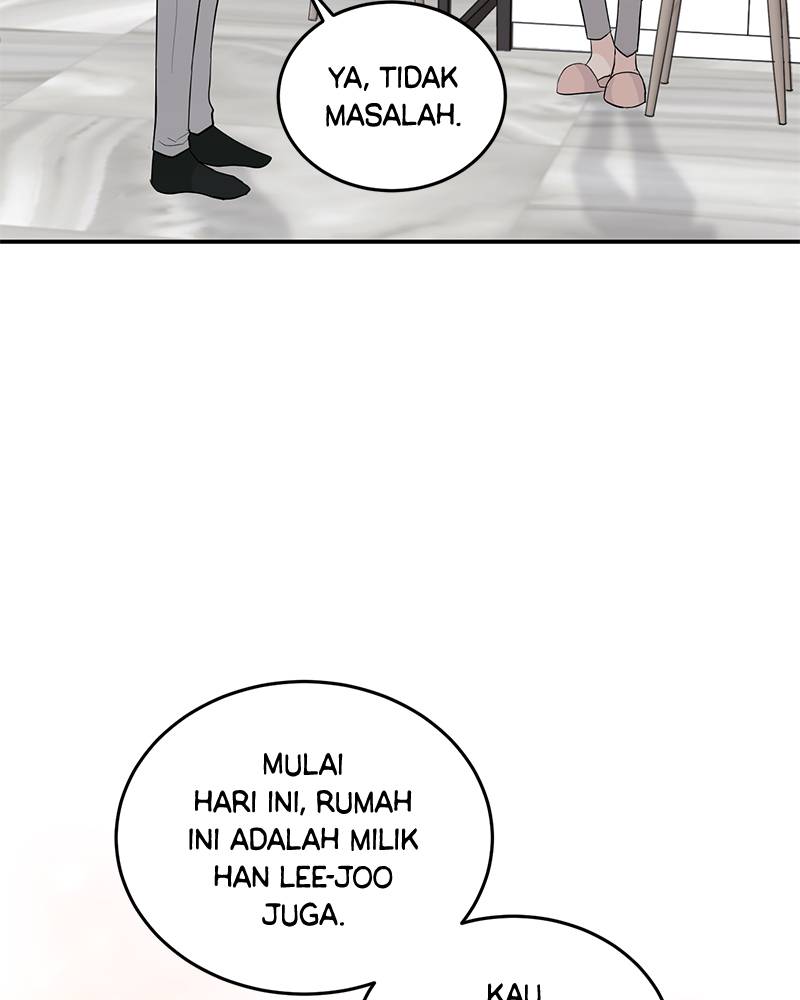 YA, TIDAK
MASALAH.
MULAI
HARI INI, RUMAH
INI ADALAH MILIK
HAN LEE-JOO
JUGA.
KAU